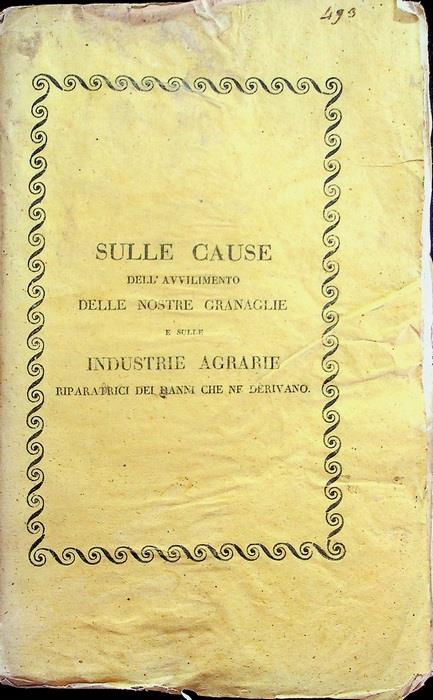 493
SULLE CAUSE
DELL' AVVILIMENTO
DELLE NOSTRE GRANAGLIE
E SULLE
INDUSTRIE AGRARIE
RIPARATRICI DEI DANNI CHE NE DERIVANO.